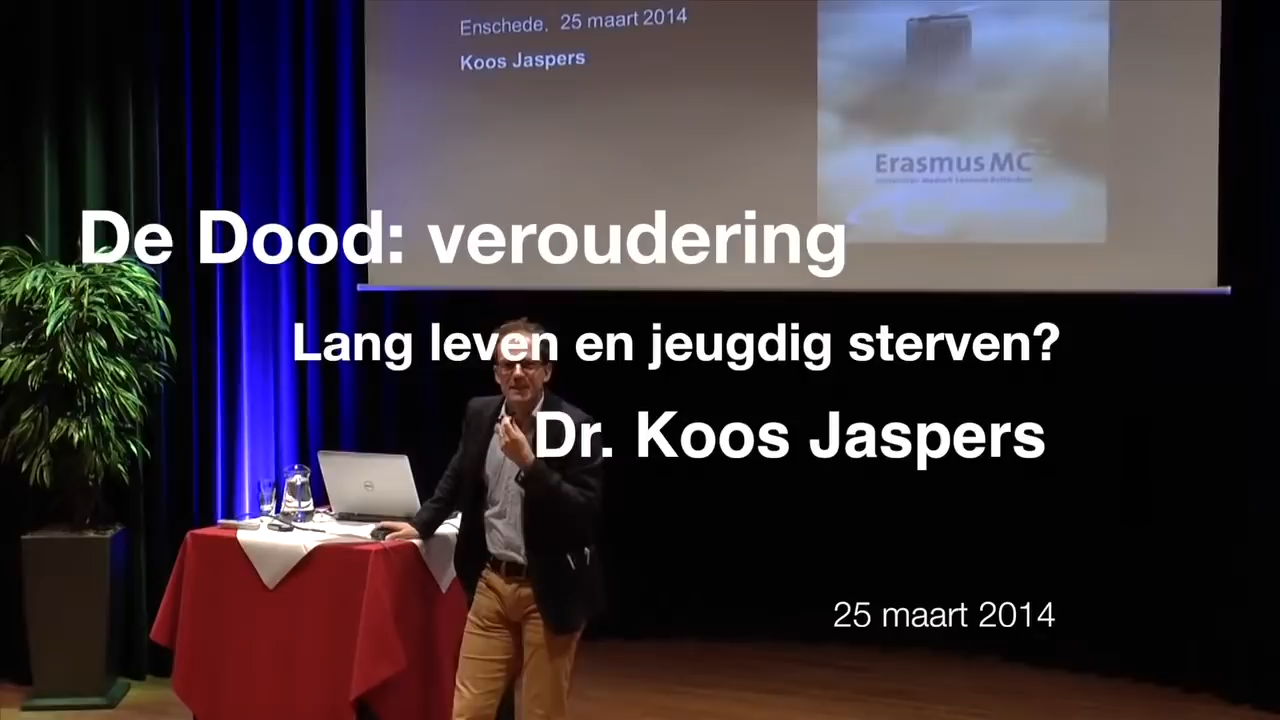 Enschede, 25 maart 2014
Koos Jaspers
Erasmus MC
De Dood: veroudering
Lang leven en jeugdig sterven?
Dr. Koos Jaspers
DELL
25 maart 2014